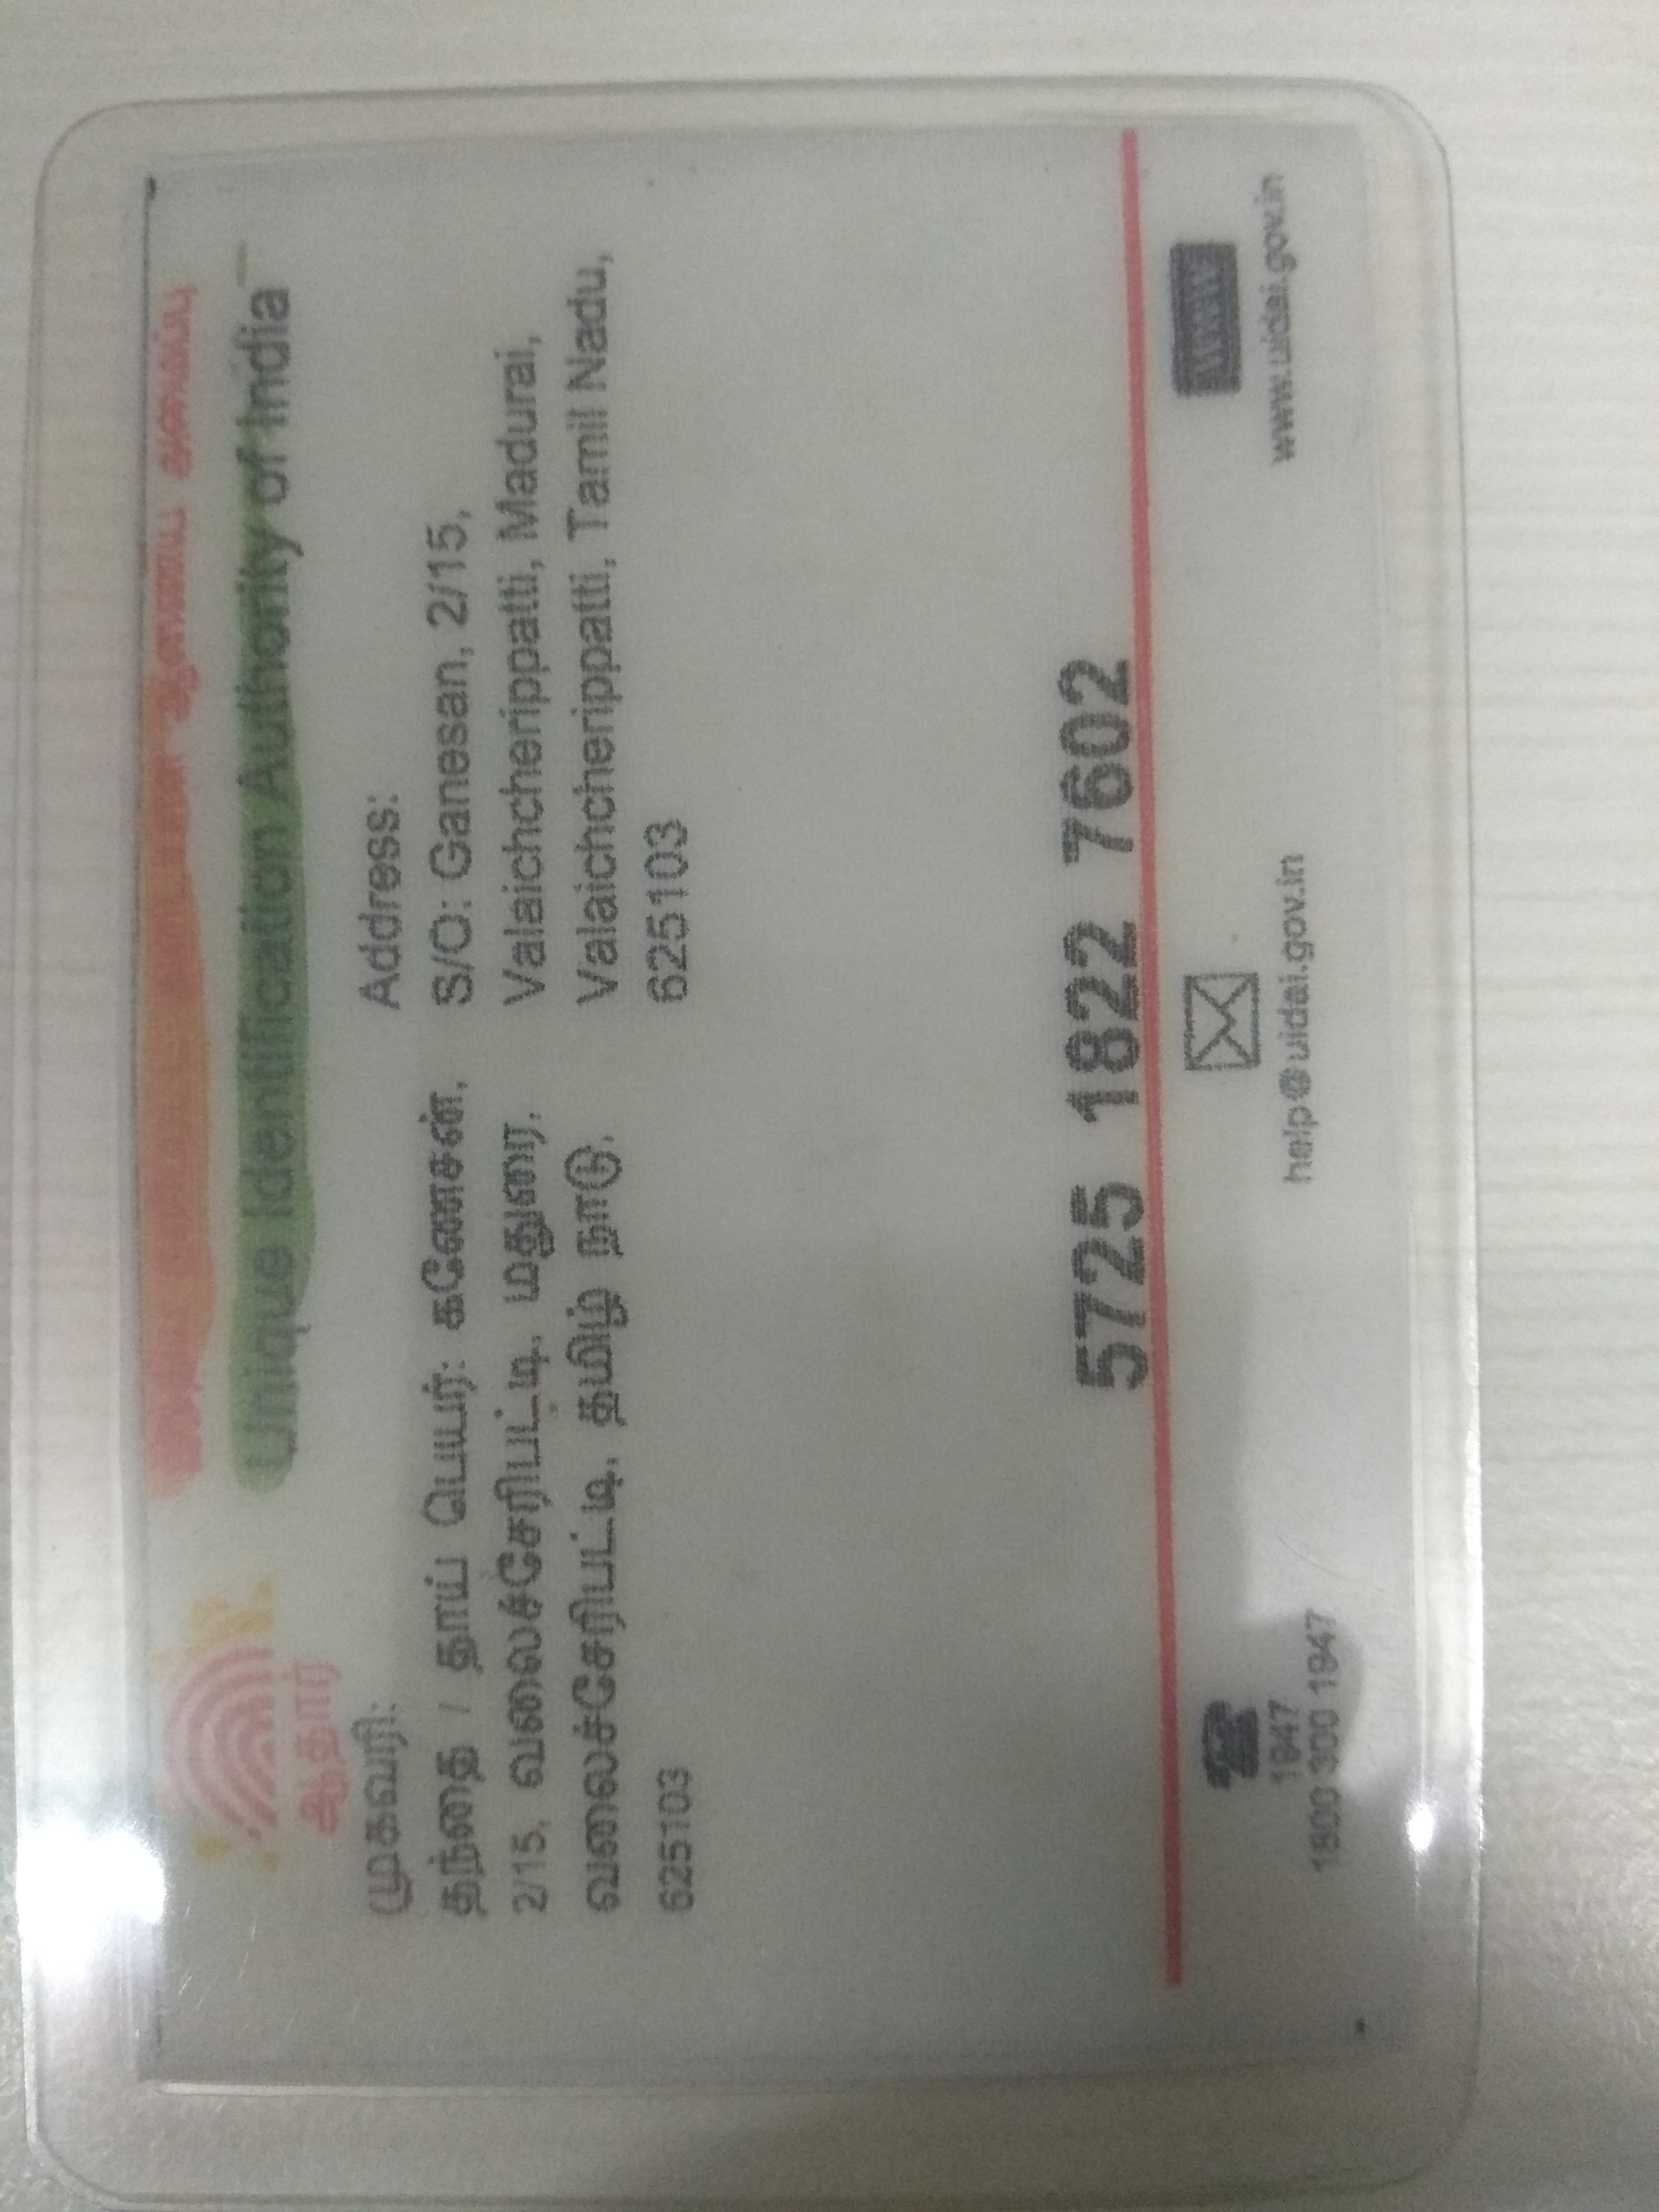 ஆதார்
Unique Identification Authority of India
முகவரி:
தந்தை / தாய் பெயர்: கணேசன்,
2/15, வலைச்சேரிபட்டி, மதுரை,
வலைச்சேரிபட்டி, தமிழ் நாடு,
625103
Address:
S/O: Ganesan, 2/15,
Valaichcherippatti, Madurai,
Valaichcherippatti, Tamil Nadu,
625103
5725 1822 7602
1947
1800 300 1947
help@uidai.gov.in
WWW
www.uidai.gov.in